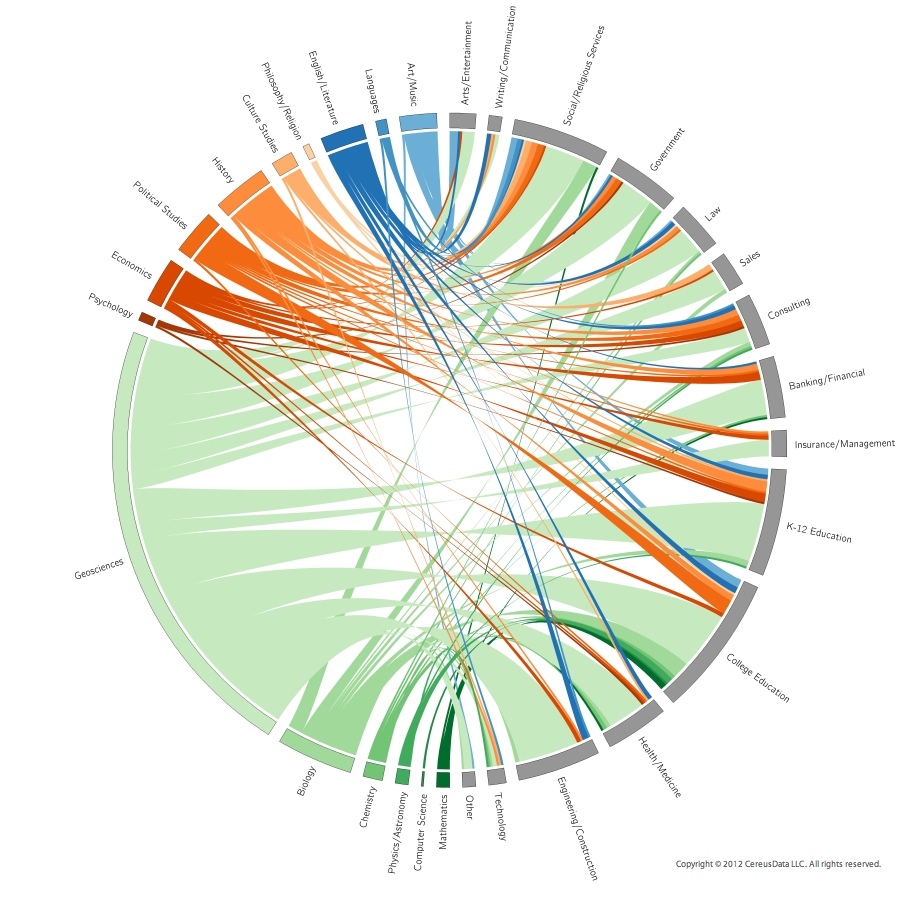 Arts/Entertainment
Writing/Communication
Social/Religious Services
Government
Law
Sales
Consulting
Banking/Financial
Insurance/Management
K-12 Education
College Education
Health/Medicine
Engineering/Construction
Technology
Other
Mathematics
Computer Science
Physics/Astronomy
Chemistry
Biology
Geosciences
Psychology
Economics
Political Studies
History
Culture Studies
Philosophy/Religion
English/Literature
Languages
Art/Music
Copyright © 2012 CereusData LLC. All rights reserved.